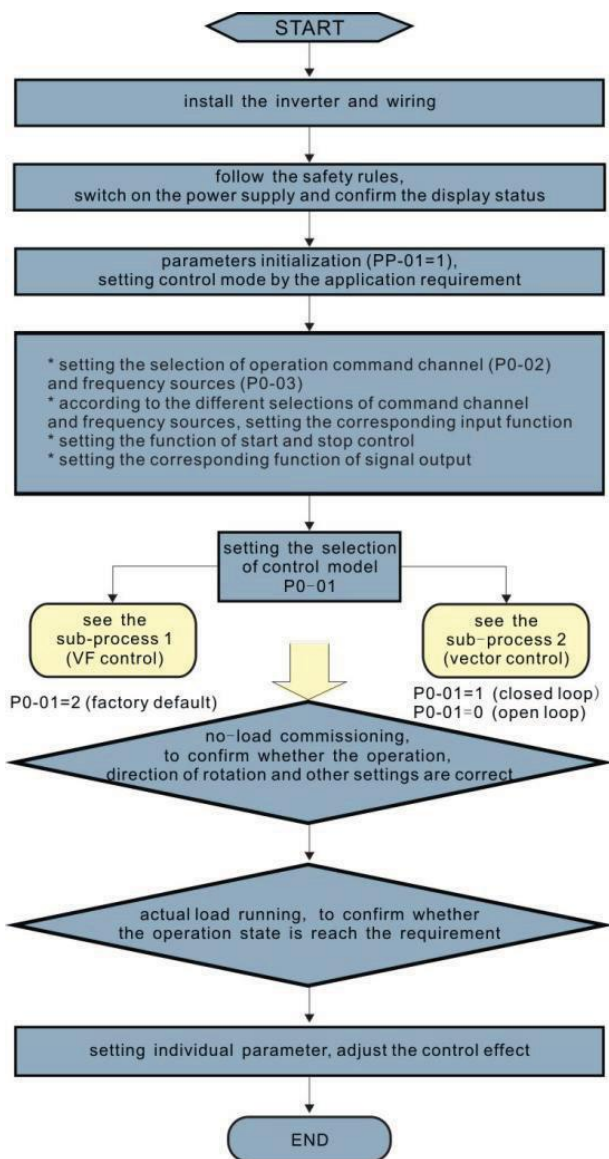 START
install the inverter and wiring
follow the safety rules,
switch on the power supply and confirm the display status
parameters initialization (PP-01=1),
setting control mode by the application requirement
* setting the selection of operation command channel (P0-02)
and frequency sources (P0-03)
* according to the different selections of command channel
and frequency sources, setting the corresponding input function
* setting the function of start and stop control
* setting the corresponding function of signal output
setting the selection
of control model
P0-01
see the
sub-process 1
(VF control)
see the
sub-process 2
(vector control)
P0-01=2 (factory default)
P0-01=1 (closed loop)
P0-01=0 (open loop)
no-load commissioning,
to confirm whether the operation,
direction of rotation and other settings are correct
actual load running, to confirm whether
the operation state is reach the requirement
setting individual parameter, adjust the control effect
END